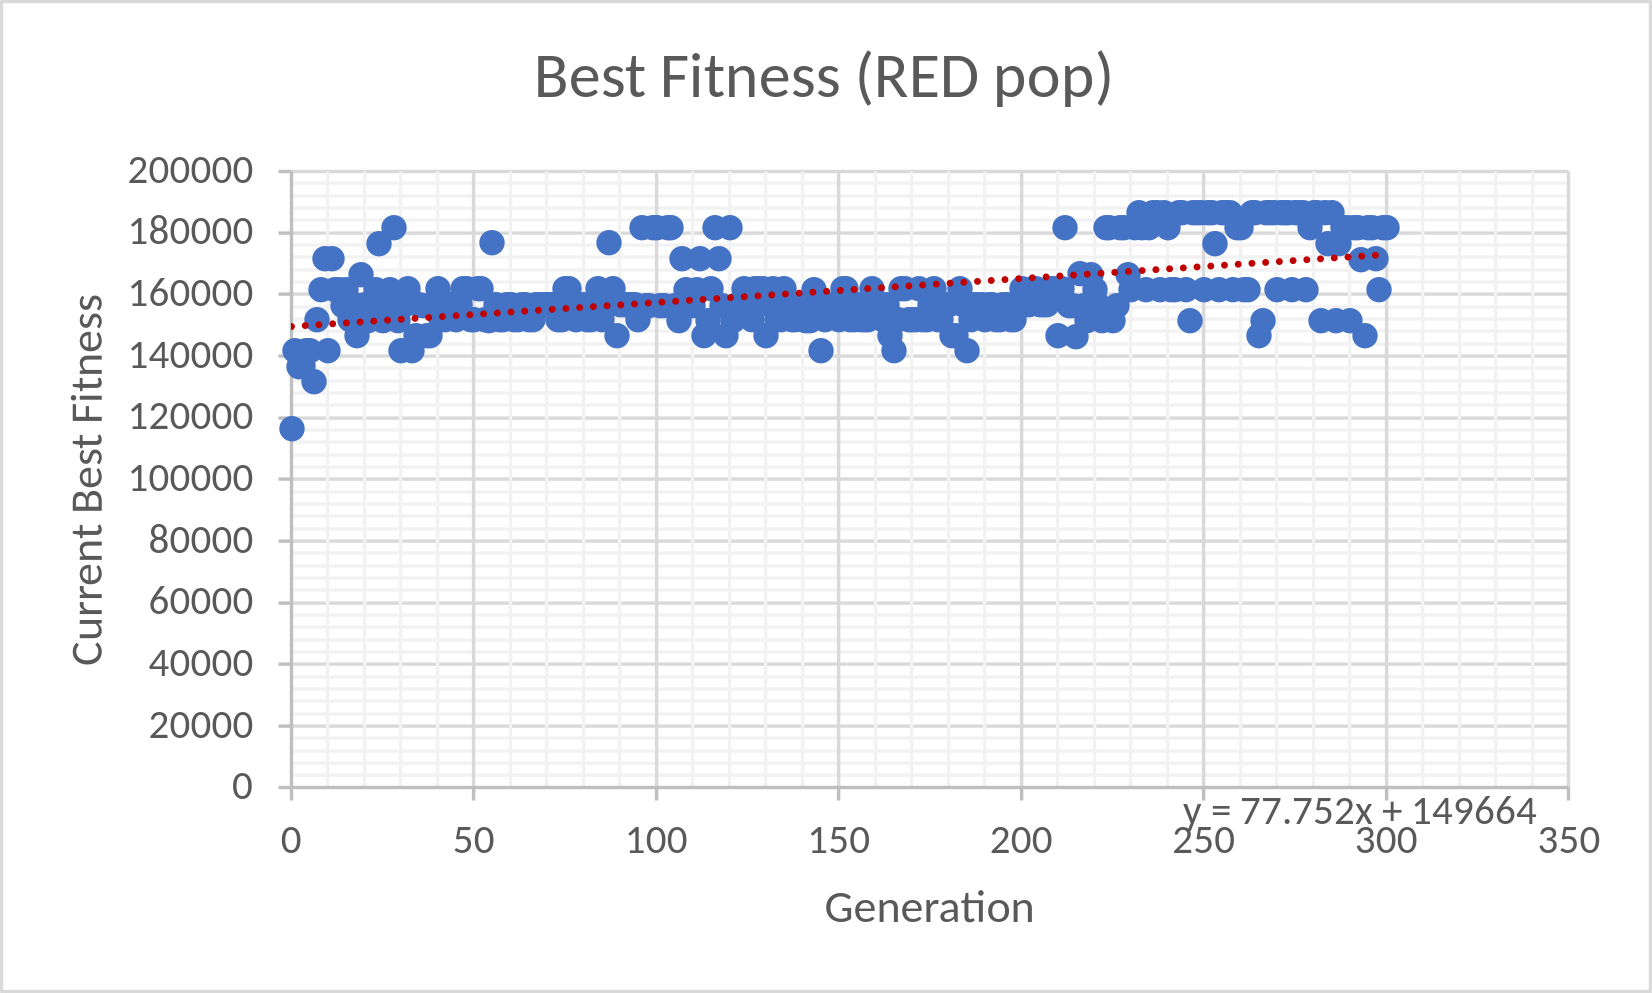 Best Fitness (RED pop)
Current Best Fitness
200000
180000
160000
140000
120000
100000
80000
60000
40000
20000
0
y = 77.752x + 149664
0 50 100 150 200 250 300 350
Generation